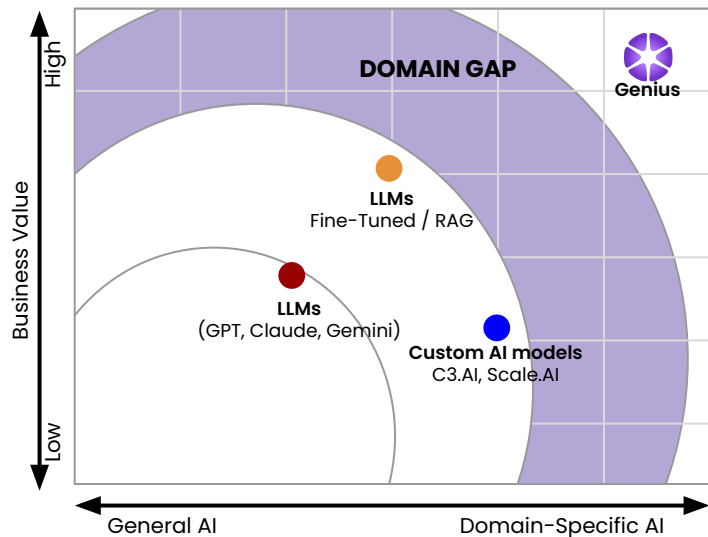 High
DOMAIN GAP
Genius
LLMs
Fine-Tuned / RAG
Business Value
LLMs
(GPT, Claude, Gemini)
Custom AI models
C3.AI, Scale.AI
Low
General AI
Domain-Specific AI